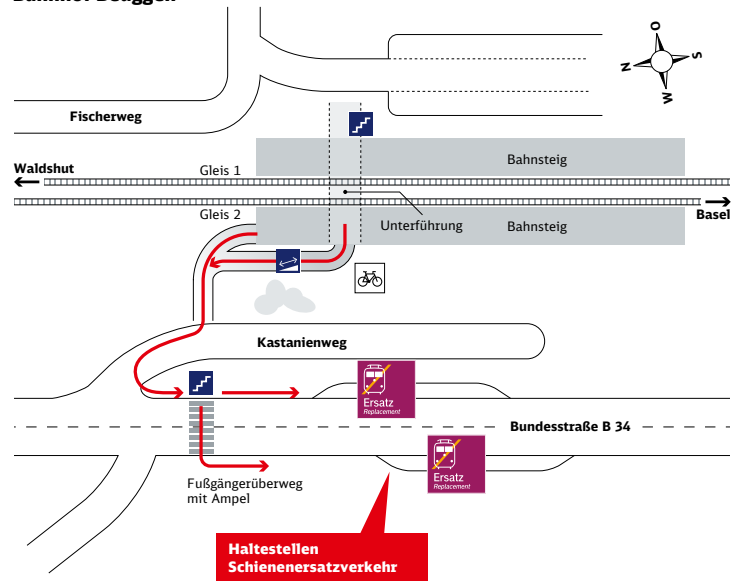 Bahnhof Beuggen
O
S
N
W
Fischerweg
Bahnsteig
Waldshut
Gleis 1
Gleis 2
Unterführung
Bahnsteig
Basel
Kastanienweg
Ersatz
Replacement
Bundesstraße B 34
Ersatz
Replacement
Fußgängerüberweg
mit Ampel
Haltestellen
Schienenersatzverkehr